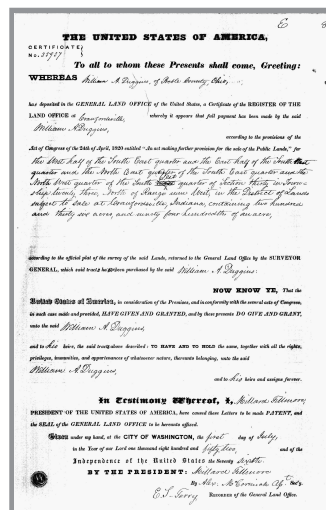 E 8
THE UNITED STATES OF AMERICA,
CERTIFICATE
No. 25927
To all to whom these Presents shall come, Greeting:
WHEREAS William A. Duggins, of County, Ohio,
has deposited in the GENERAL LAND OFFICE of the United States, a Certificate of the REGISTER OF THE
LAND OFFICE at Crawfordsville, whereby it appears that full payment has been made by the said
William A. Duggins,
according to the provisions of the
Act of Congress of the 24th of April, 1820 entitled "An act making further provision for the sale of the Public Lands," for
the West half of the South East quarter and the East half of the South
quarter and the North East quarter of the South East quarter and the
North West quarter of the South quarter of Section thirty in Town-
ship twenty three, North of Range nine West, in the District of Lands
subject to Sale at Crawfordsville, Indiana, containing two hundred
and thirty six acres, and ninety four hundredths of an acre,
according to the official plat of the survey of the said Lands, returned to the General Land Office by the SURVEYOR
GENERAL, which said tract has been purchased by the said William A. Duggins:
NOW KNOW YE, That the
United States of America, in consideration of the Premises, and in conformity with the several acts of Congress,
in such case made and provided, HAVE GIVEN AND GRANTED, and by these presents DO GIVE AND GRANT,
unto the said William A. Duggins,
and to his heirs, the said tract above described: TO HAVE AND TO HOLD the same, together with all the rights,
privileges, immunities, and appurtenances of whatsoever nature, thereunto belonging, unto the said
William A. Duggins,
and to his heirs and assigns forever.
In Testimony Whereof, I, Millard Fillmore,
PRESIDENT OF THE UNITED STATES OF AMERICA, have caused these Letters to be made PATENT, and
the SEAL of the GENERAL LAND OFFICE to be hereunto affixed.
Given under my hand, at the CITY OF WASHINGTON, the first day of July,
in the Year of our Lord one thousand eight hundred and fifty two, and of the
Independence of the United States the Seventy Sixth
BY THE PRESIDENT: Millard Fillmore
By Alex. McCormick Asst. Sec'y.
E. S. Terry RECORDER of the General Land Office.